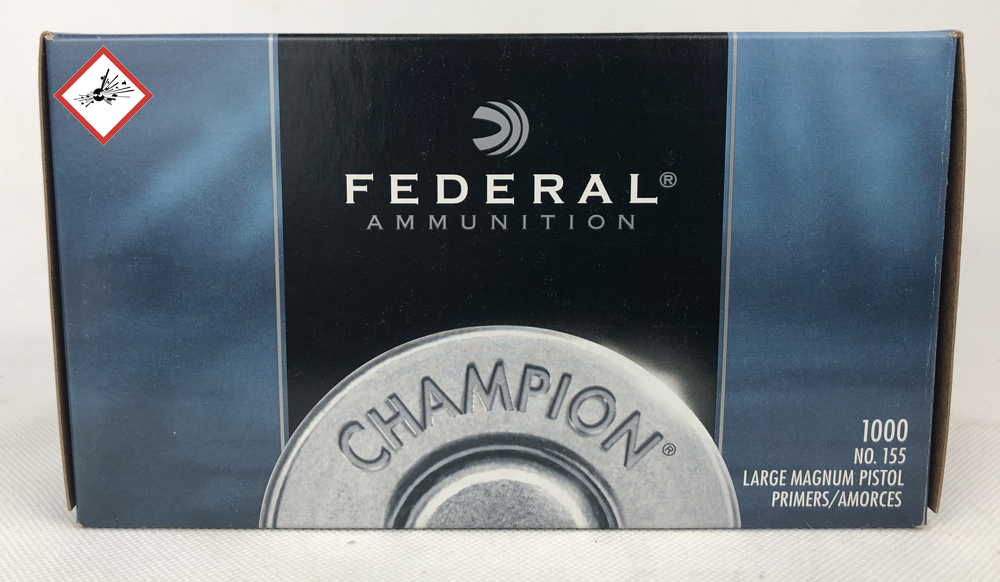 FEDERAL®
AMMUNITION
CHAMPION®
1000
NO. 155
LARGE MAGNUM PISTOL
PRIMERS/AMORCES